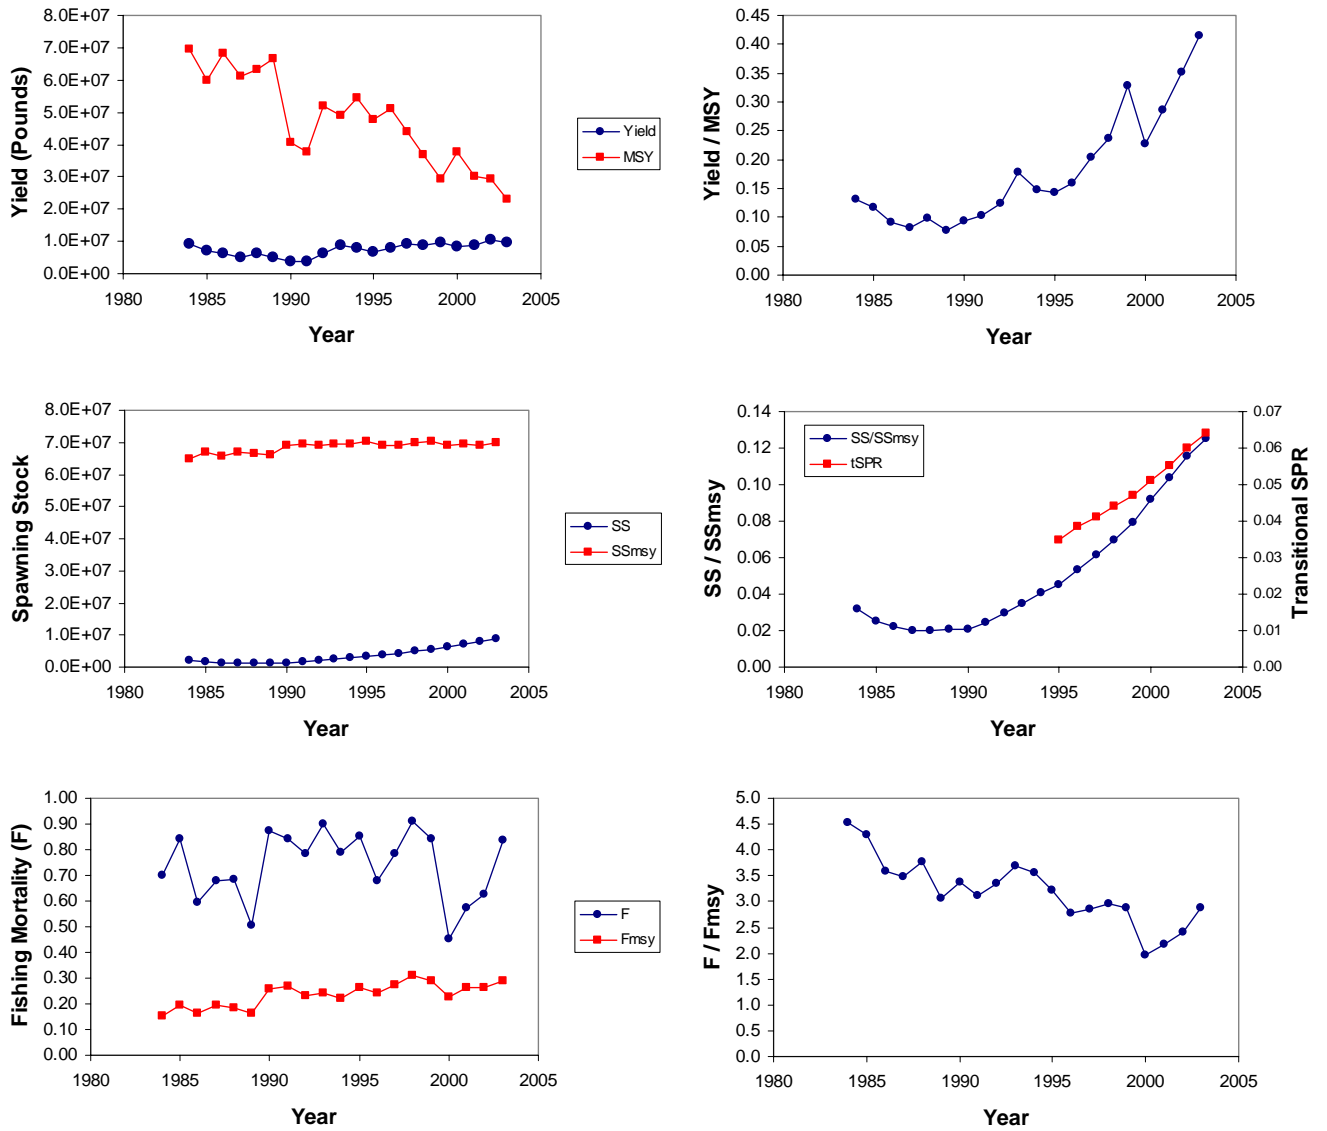 8.0E+07
7.0E+07
6.0E+07
5.0E+07
4.0E+07
3.0E+07
2.0E+07
1.0E+07
0.0E+00
Yield (Pounds)
1980 1985 1990 1995 2000 2005
Year
Yield
MSY
0.45
0.40
0.35
0.30
0.25
0.20
0.15
0.10
0.05
0.00
Yield / MSY
1980 1985 1990 1995 2000 2005
Year
8.0E+07
7.0E+07
6.0E+07
5.0E+07
4.0E+07
3.0E+07
2.0E+07
1.0E+07
0.0E+00
Spawning Stock
1980 1985 1990 1995 2000 2005
Year
SS
SSmsy
0.14
0.12
0.10
0.08
0.06
0.04
0.02
0.00
SS / SSmsy
SS/SSmsy
tSPR
0.07
0.06
0.05
0.04
0.03
0.02
0.01
0.00
Transitional SPR
1980 1985 1990 1995 2000 2005
Year
1.00
0.90
0.80
0.70
0.60
0.50
0.40
0.30
0.20
0.10
0.00
Fishing Mortality (F)
1980 1985 1990 1995 2000 2005
Year
F
Fmsy
5.0
4.5
4.0
3.5
3.0
2.5
2.0
1.5
1.0
0.5
0.0
F / Fmsy
1980 1985 1990 1995 2000 2005
Year